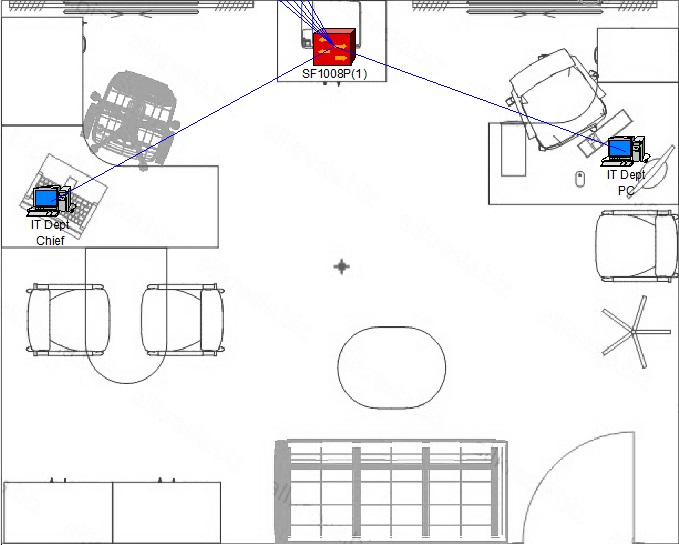 SF1008P(1)
IT Dept
PC
IT Dept
Chief